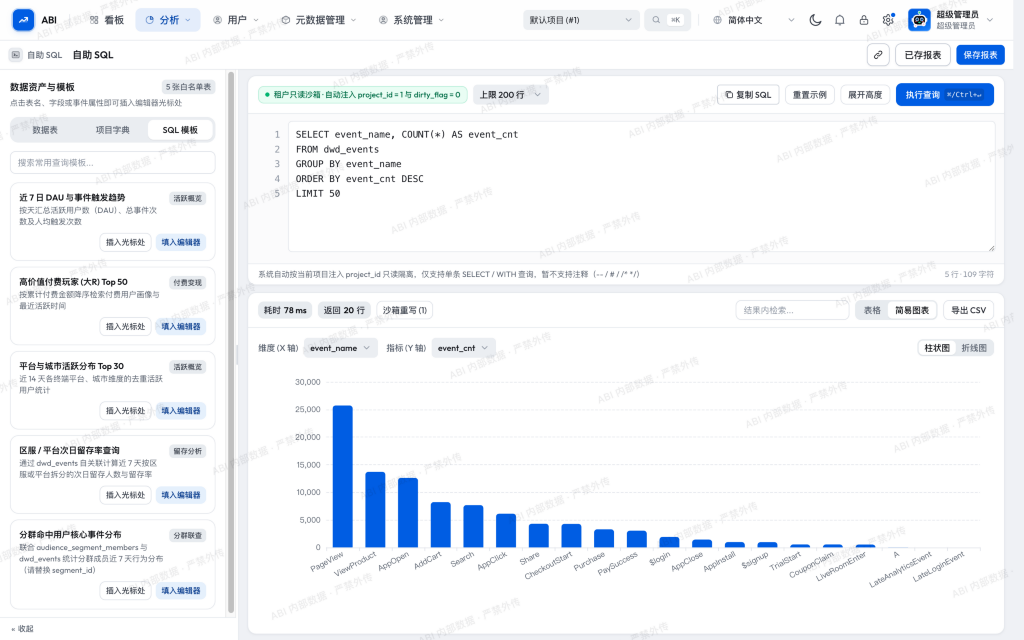 ABI
看板
分析
用户
元数据管理
系统管理
默认项目 (#1)
⌘K
简体中文
超级管理员
超级管理员
自助 SQL
自助 SQL
已存报表
保存报表
数据资产与模板
5 张白名单表
点击表名、字段或事件属性即可插入编辑器光标处
数据表
项目字典
SQL 模板
搜索常用查询模板...
近 7 日 DAU 与事件触发趋势
活跃概览
按天汇总活跃用户数（DAU）、总事件次
数及人均触发次数
插入光标处
填入编辑器
高价值付费玩家 (大R) Top 50
付费变现
按累计付费金额降序检索付费用户画像与
最近活跃时间
插入光标处
填入编辑器
平台与城市活跃分布 Top 30
活跃概览
近 14 天各终端平台、城市维度的去重活跃
用户统计
插入光标处
填入编辑器
区服 / 平台次日留存率查询
留存分析
通过 dwd_events 自关联计算近 7 天按区
服或平台拆分的次日留存人数与留存率
插入光标处
填入编辑器
分群命中用户核心事件分布
分群联查
联合 audience_segment_members 与
dwd_events 统计分群成员近 7 天行为分布
（请替换 segment_id）
插入光标处
填入编辑器
« 收起
租户只读沙箱 · 自动注入 project_id = 1 与 dirty_flag = 0
上限 200 行
复制 SQL
重置示例
展开高度
执行查询 ⌘/Ctrl+↵
1 SELECT event_name, COUNT(*) AS event_cnt
2 FROM dwd_events
3 GROUP BY event_name
4 ORDER BY event_cnt DESC
5 LIMIT 50
系统自动按当前项目注入 project_id 只读隔离，仅支持单条 SELECT / WITH 查询，暂不支持注释（-- / # / /* */）
5 行 · 109 字符
耗时 78 ms
返回 20 行
沙箱重写 (1)
结果内检索...
表格
简易图表
导出 CSV
维度 (X 轴)
event_name
指标 (Y 轴)
event_cnt
柱状图
折线图
30,000
25,000
20,000
15,000
10,000
5,000
0
PageView
ViewProduct
AppOpen
AddCart
Search
AppClick
Share
CheckoutStart
Purchase
PaySuccess
$login
AppClose
AppInstall
$signup
TrialStart
CouponClaim
LiveRoomEnter
A
LateAnalyticsEvent
LateLoginEvent
ABI 内部数据 · 严禁外传